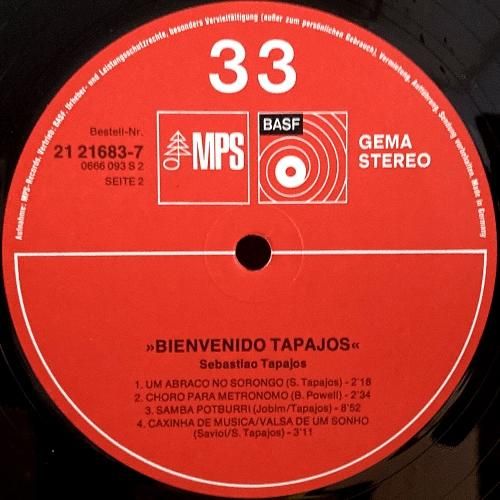 Aufnahme: MPS-Records. Vertrieb: BASF. Urheber- und Leistungsschutzrechte, besonders Vervielfältigung (außer zum persönlichen Gebrauch), Vermietung, Aufführung, Sendung vorbehalten. Made in Germany
33
Bestell-Nr.
21 21683-7
0666 093 S 2
SEITE 2
MPS
BASF
GEMA
STEREO
»BIENVENIDO TAPAJOS«
Sebastiao Tapajos
1. UM ABRACO NO SORONGO (S. Tapajos) - 2'18
2. CHORO PARA METRONOMO (B. Powell) - 2'34
3. SAMBA POTBURRI (Jobim/Tapajos) - 8'52
4. CAXINHA DE MUSICA/VALSA DE UM SONHO
(Saviol/S. Tapajos) - 3'11